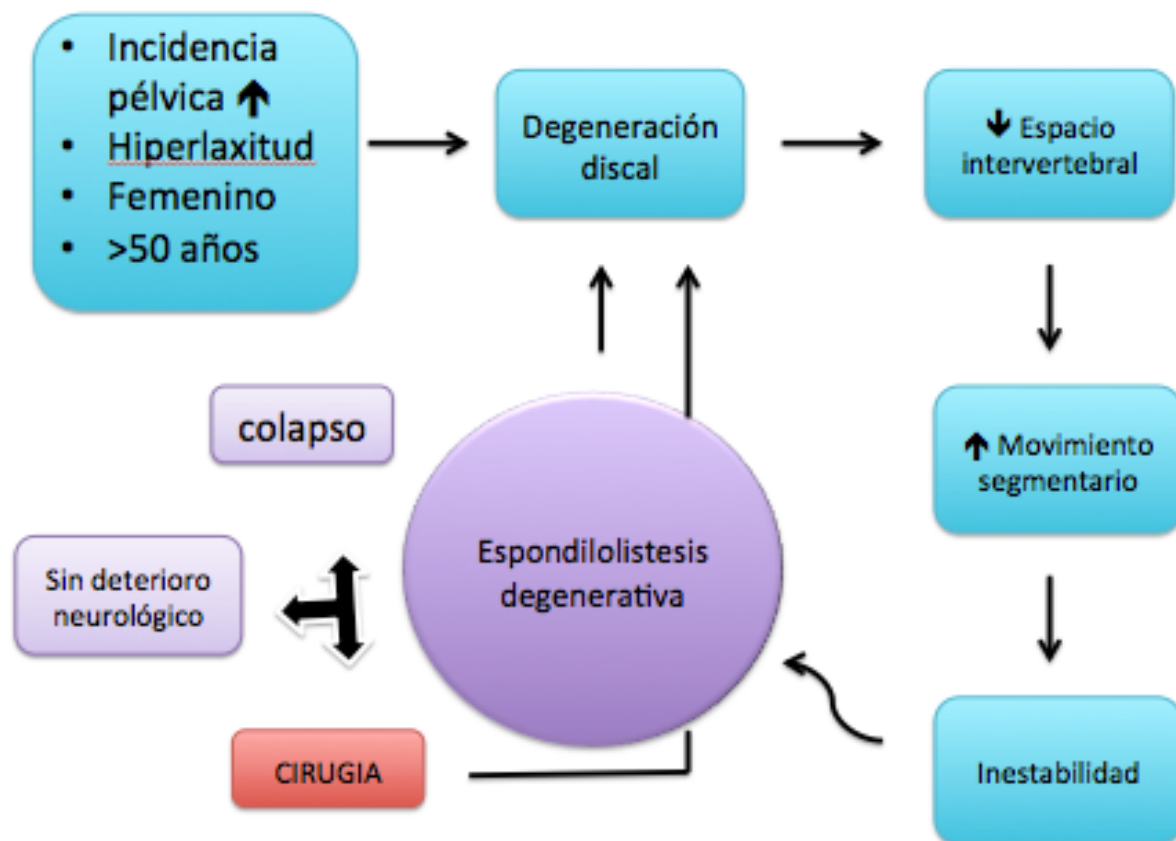 • Incidencia
pélvica ↑
• Hiperlaxitud
• Femenino
• >50 años
Degeneración
discal
↓ Espacio
intervertebral
↑ Movimiento
segmentario
Inestabilidad
Espondilolistesis
degenerativa
colapso
Sin deterioro
neurológico
CIRUGIA